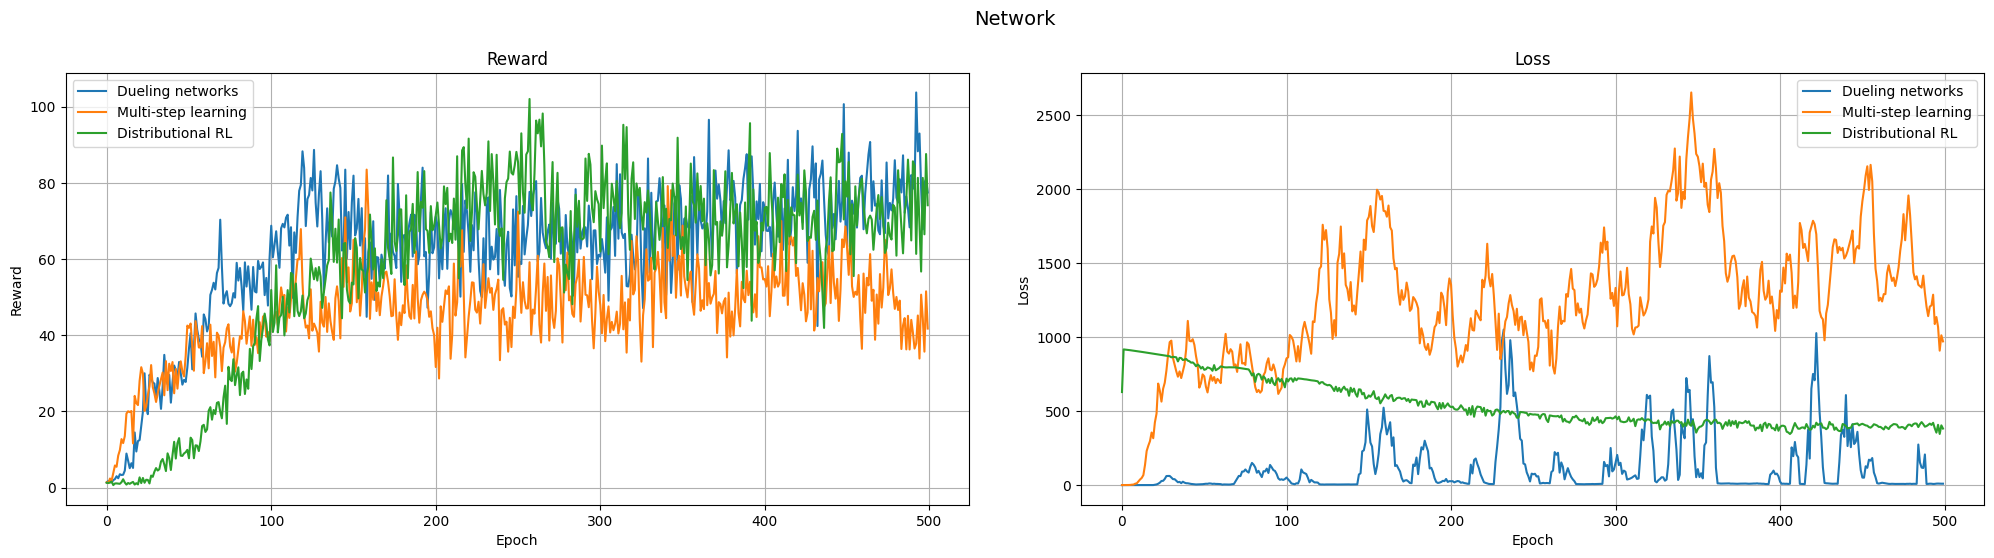 Network
Reward
Dueling networks
Multi-step learning
Distributional RL
Reward
100
80
60
40
20
0
0 100 200 300 400 500
Epoch
Loss
Dueling networks
Multi-step learning
Distributional RL
Loss
2500
2000
1500
1000
500
0
0 100 200 300 400 500
Epoch